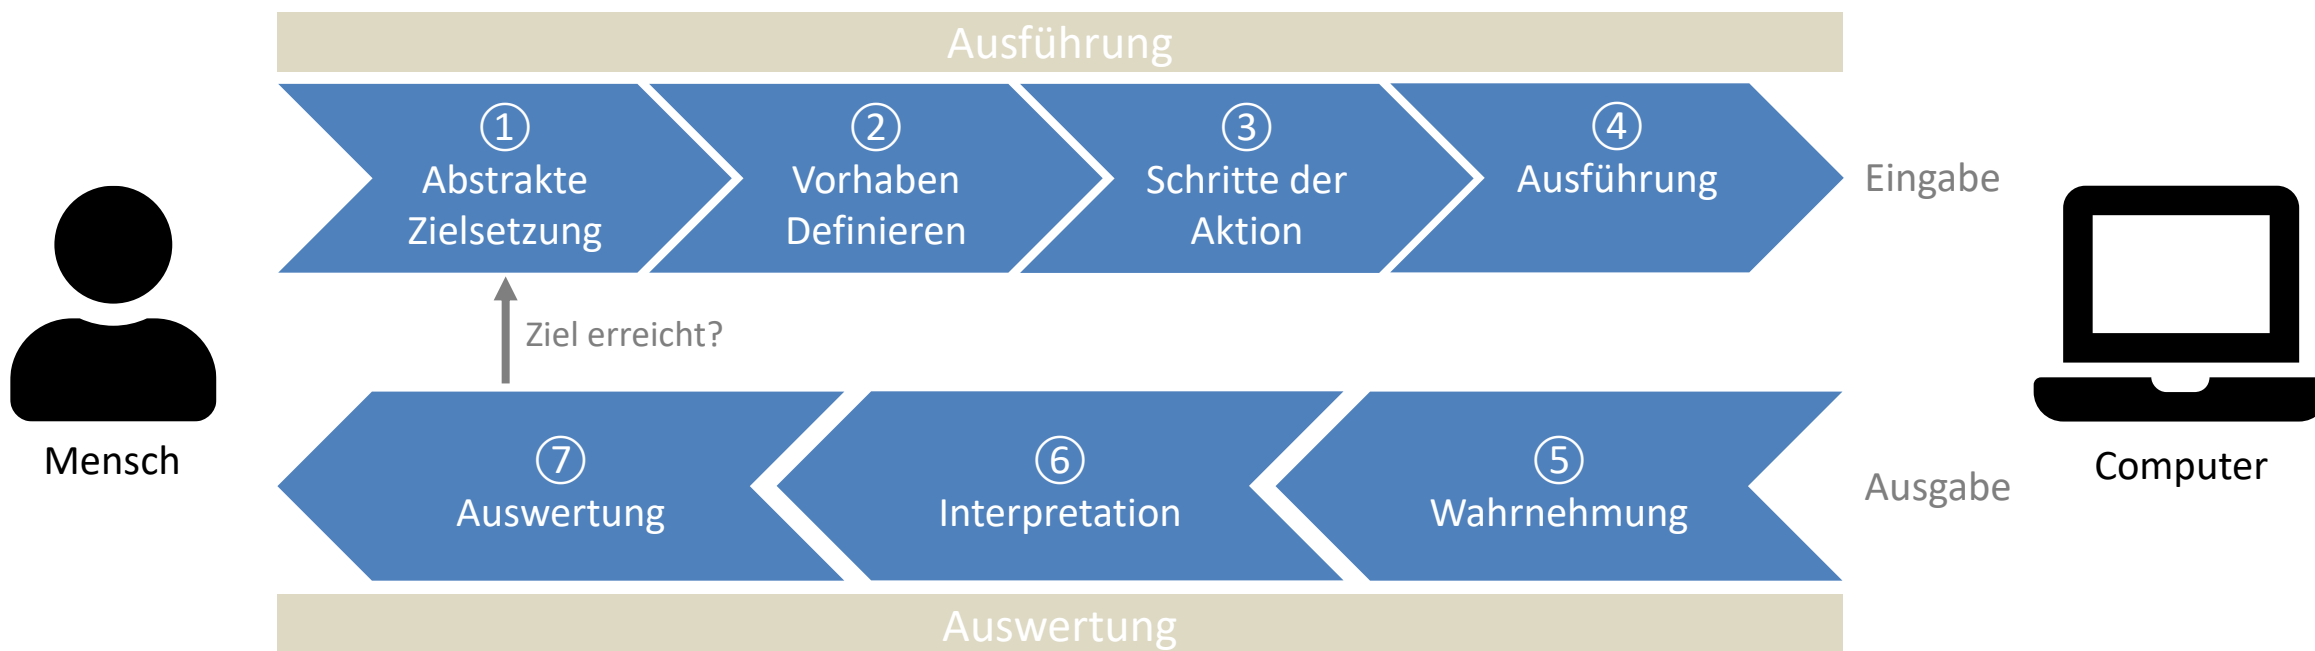 Ausführung
①
Abstrakte
Zielsetzung
②
Vorhaben
Definieren
③
Schritte der
Aktion
④
Ausführung
Eingabe
Ziel erreicht?
Mensch
Computer
⑦
Auswertung
⑥
Interpretation
⑤
Wahrnehmung
Ausgabe
Auswertung